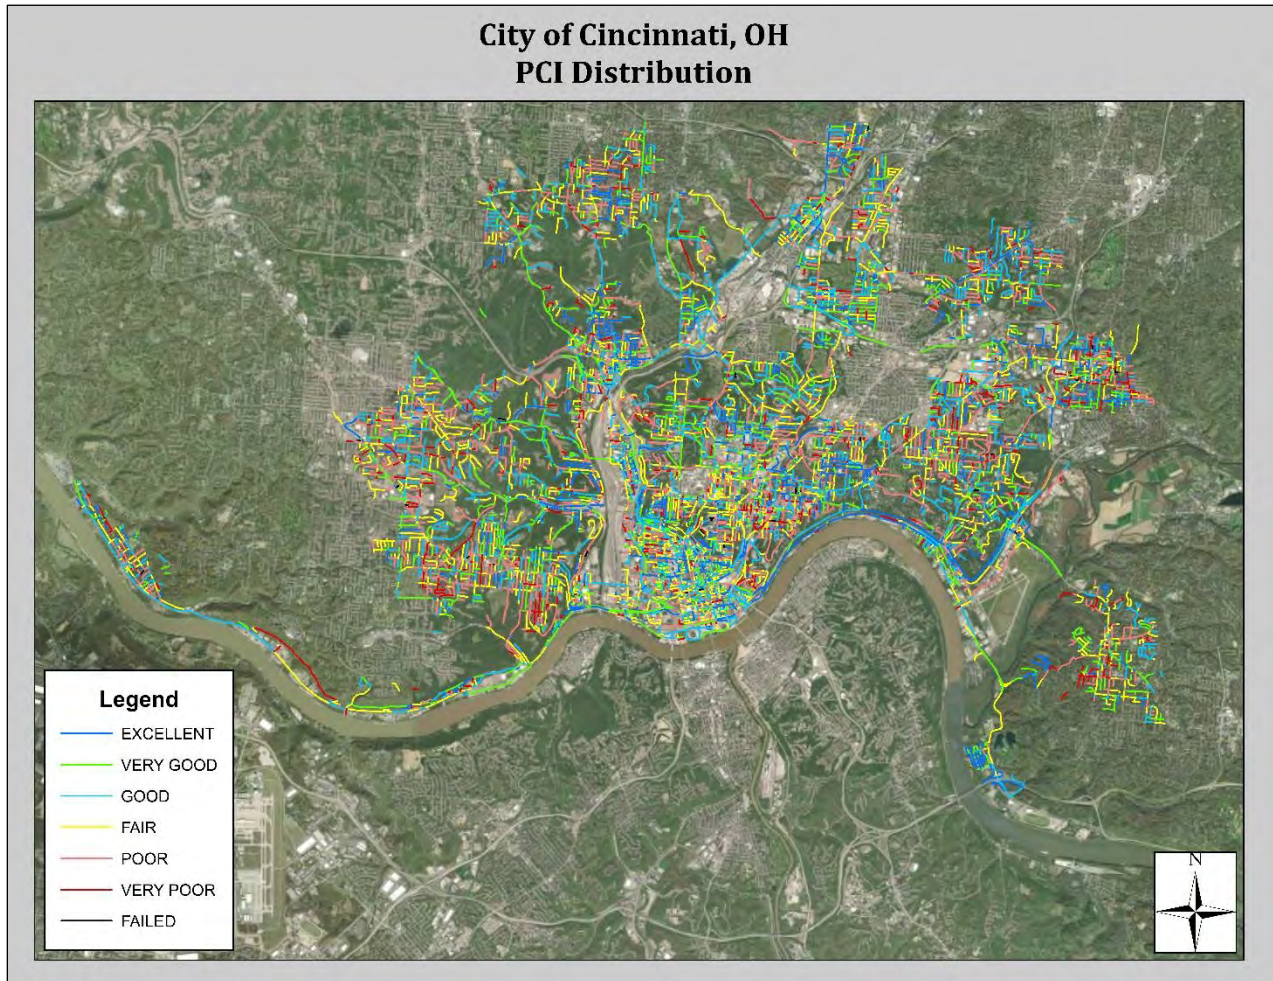 City of Cincinnati, OH
PCI Distribution
Legend
EXCELLENT
VERY GOOD
GOOD
FAIR
POOR
VERY POOR
FAILED
N